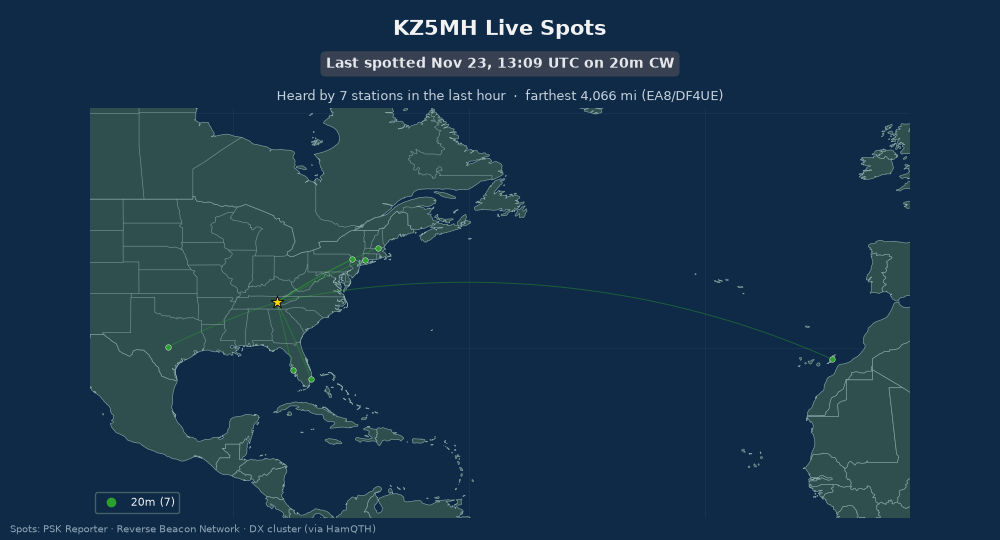 KZ5MH Live Spots
Last spotted Nov 23, 13:09 UTC on 20m CW
Heard by 7 stations in the last hour · farthest 4,066 mi (EA8/DF4UE)
20m (7)
Spots: PSK Reporter · Reverse Beacon Network · DX cluster (via HamQTH)